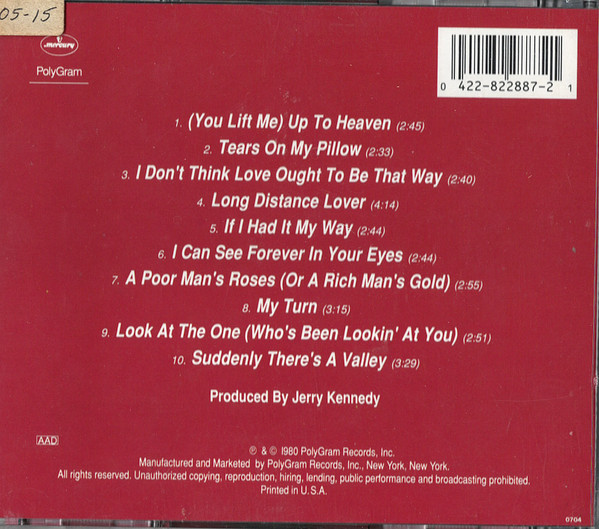 05-15
mercury
PolyGram
0 422-822887-2 1
1. (You Lift Me) Up To Heaven (2:45)
2. Tears On My Pillow (2:33)
3. I Don't Think Love Ought To Be That Way (2:40)
4. Long Distance Lover (4:14)
5. If I Had It My Way (2:44)
6. I Can See Forever In Your Eyes (2:44)
7. A Poor Man's Roses (Or A Rich Man's Gold) (2:55)
8. My Turn (3:15)
9. Look At The One (Who's Been Lookin' At You) (2:51)
10. Suddenly There's A Valley (3:29)
Produced By Jerry Kennedy
AAD
℗ & © 1980 PolyGram Records, Inc.
Manufactured and Marketed by PolyGram Records, Inc., New York, New York.
All rights reserved. Unauthorized copying, reproduction, hiring, lending, public performance and broadcasting prohibited.
Printed in U.S.A.
0704